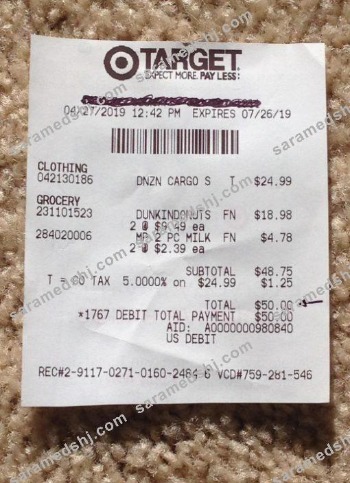 TARGET
EXPECT MORE. PAY LESS.
04/27/2019 12:42 PM EXPIRES 07/26/19
CLOTHING
042130186 DNZN CARGO S T $24.99
GROCERY
231101523 DUNKINDONUTS FN $18.98
2 @ $9.49 ea
284020006 MP 2 PC MILK FN $4.78
2 @ $2.39 ea
SUBTOTAL $48.75
T = CO TAX 5.0000% on $24.99 $1.25
TOTAL $50.00
*1767 DEBIT TOTAL PAYMENT $50.00
AID: A0000000980840
US DEBIT
REC#2-9117-0271-0160-2464-6 VCD#759-281-546
saramedshj.com